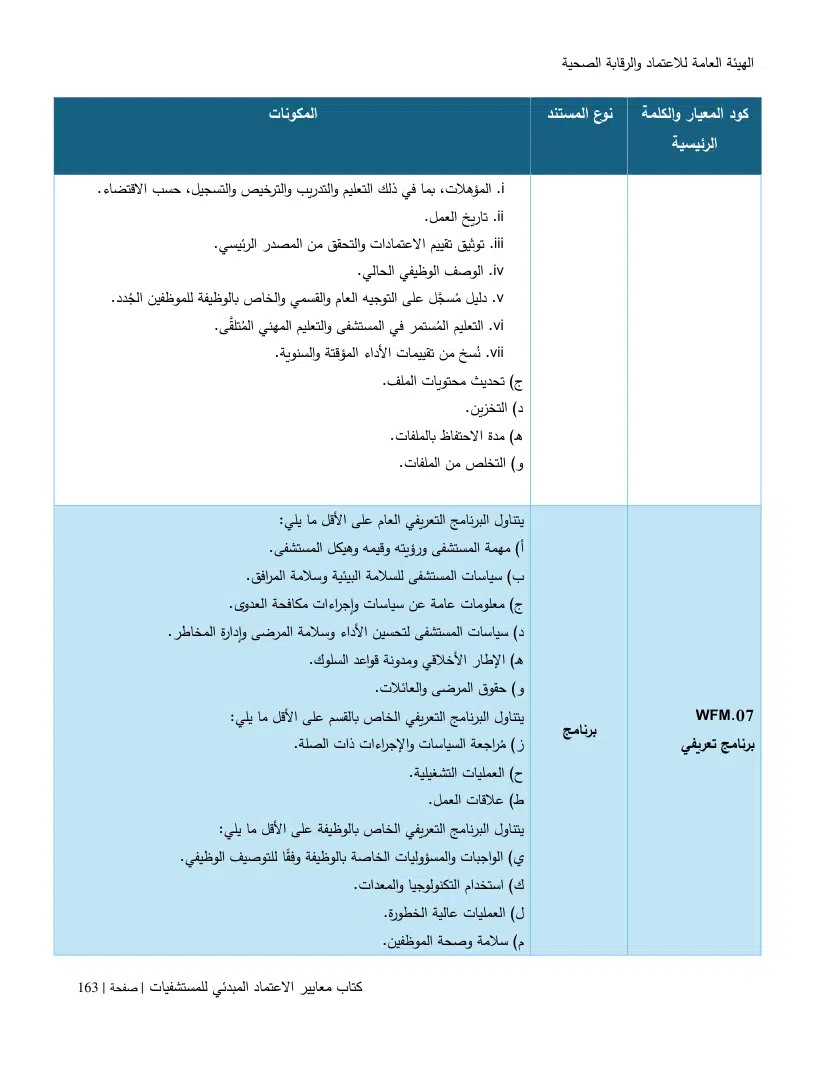 الهيئة العامة للاعتماد والرقابة الصحية
كود المعيار والكلمة الرئيسية
نوع المستند
المكونات
i. المؤهلات، بما في ذلك التعليم والتدريب والترخيص والتسجيل، حسب الاقتضاء.
ii. تاريخ العمل.
iii. توثيق تقييم الاعتمادات والتحقق من المصدر الرئيسي.
iv. الوصف الوظيفي الحالي.
v. دليل مُسجَّل على التوجيه العام والقسمي والخاص بالوظيفة للموظفين الجُدد.
vi. التعليم المُستمر في المستشفى والتعليم المهني المُتلقَّى.
vii. نُسخ من تقييمات الأداء المؤقتة والسنوية.
ج) تحديث محتويات الملف.
د) التخزين.
ه) مدة الاحتفاظ بالملفات.
و) التخلص من الملفات.
WFM.07
برنامج تعريفي
برنامج
يتناول البرنامج التعريفي العام على الأقل ما يلي:
أ) مهمة المستشفى ورؤيته وقيمه وهيكل المستشفى.
ب) سياسات المستشفى للسلامة البيئية وسلامة المرافق.
ج) معلومات عامة عن سياسات وإجراءات مكافحة العدوى.
د) سياسات المستشفى لتحسين الأداء وسلامة المرضى وإدارة المخاطر.
ه) الإطار الأخلاقي ومدونة قواعد السلوك.
و) حقوق المرضى والعائلات.
يتناول البرنامج التعريفي الخاص بالقسم على الأقل ما يلي:
ز) مُراجعة السياسات والإجراءات ذات الصلة.
ح) العمليات التشغيلية.
ط) علاقات العمل.
يتناول البرنامج التعريفي الخاص بالوظيفة على الأقل ما يلي:
ي) الواجبات والمسؤوليات الخاصة بالوظيفة وفقًا للتوصيف الوظيفي.
ك) استخدام التكنولوجيا والمعدات.
ل) العمليات عالية الخطورة.
م) سلامة وصحة الموظفين.
كتاب معايير الاعتماد المبدئي للمستشفيات | صفحة | 163